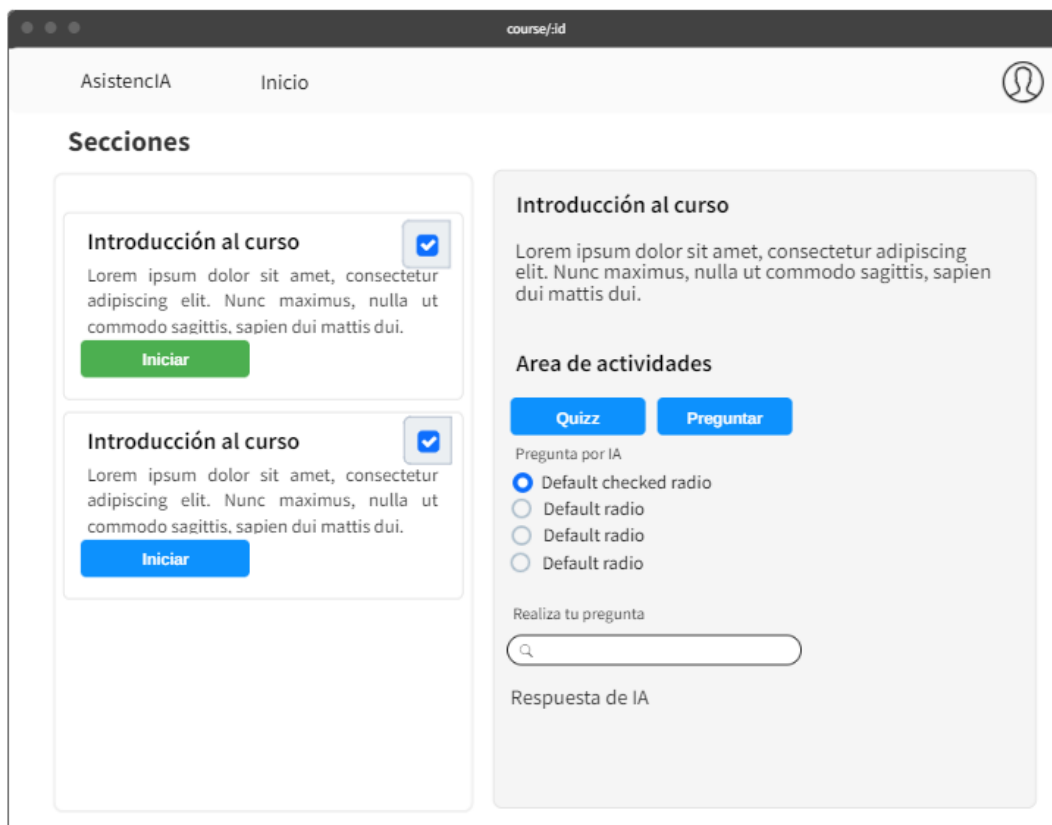 course/:id
AsistencIA
Inicio
Secciones
Introducción al curso
Lorem ipsum dolor sit amet, consectetur
adipiscing elit. Nunc maximus, nulla ut
commodo sagittis, sapien dui mattis dui.
Iniciar
Introducción al curso
Lorem ipsum dolor sit amet, consectetur
adipiscing elit. Nunc maximus, nulla ut
commodo sagittis, sapien dui mattis dui.
Iniciar
Introducción al curso
Lorem ipsum dolor sit amet, consectetur adipiscing
elit. Nunc maximus, nulla ut commodo sagittis, sapien
dui mattis dui.
Area de actividades
Quizz
Preguntar
Pregunta por IA
Default checked radio
Default radio
Default radio
Default radio
Realiza tu pregunta
Respuesta de IA